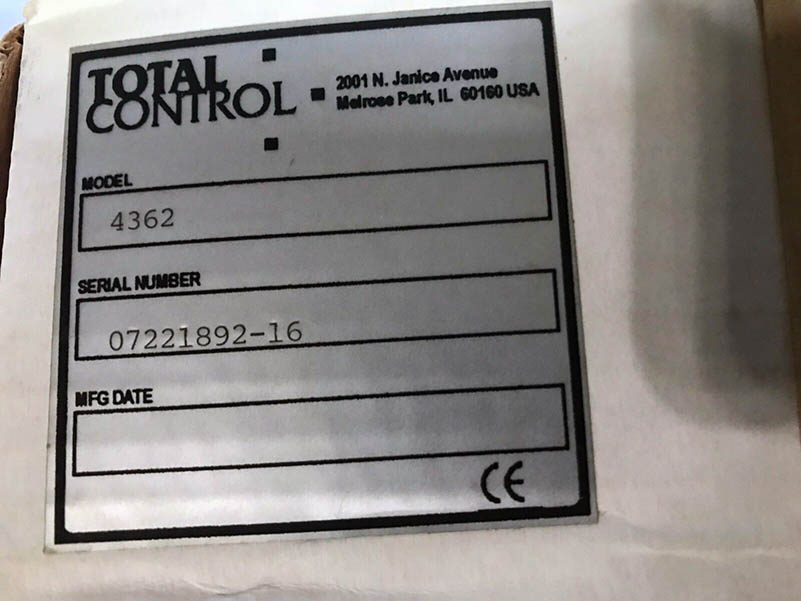 TOTAL
CONTROL
2001 N. Janice Avenue
Melrose Park, IL 60160 USA
MODEL
4362
SERIAL NUMBER
07221892-16
MFG DATE
CE